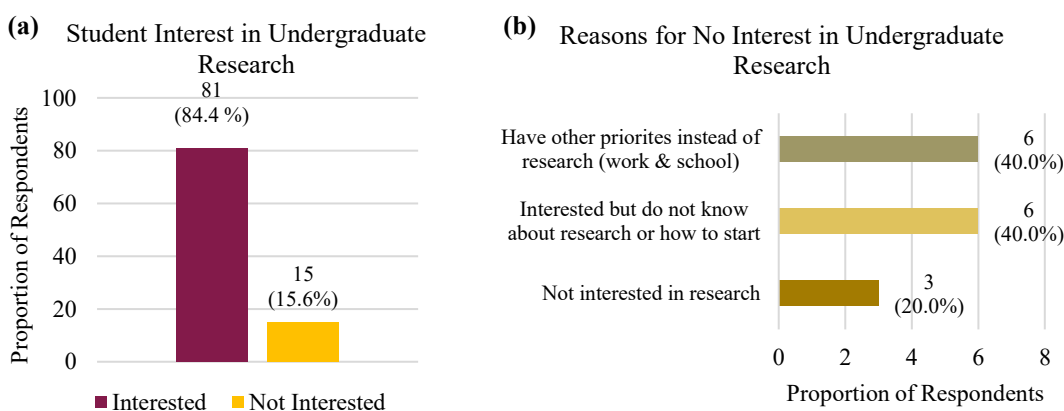 (a)
Student Interest in Undergraduate
Research
Proportion of Respondents
100
80
60
40
20
0
81
(84.4 %)
15
(15.6%)
Interested
Not Interested
(b)
Reasons for No Interest in Undergraduate
Research
Have other priorites instead of
research (work & school)
6
(40.0%)
Interested but do not know
about research or how to start
6
(40.0%)
Not interested in research
3
(20.0%)
0 2 4 6 8
Proportion of Respondents